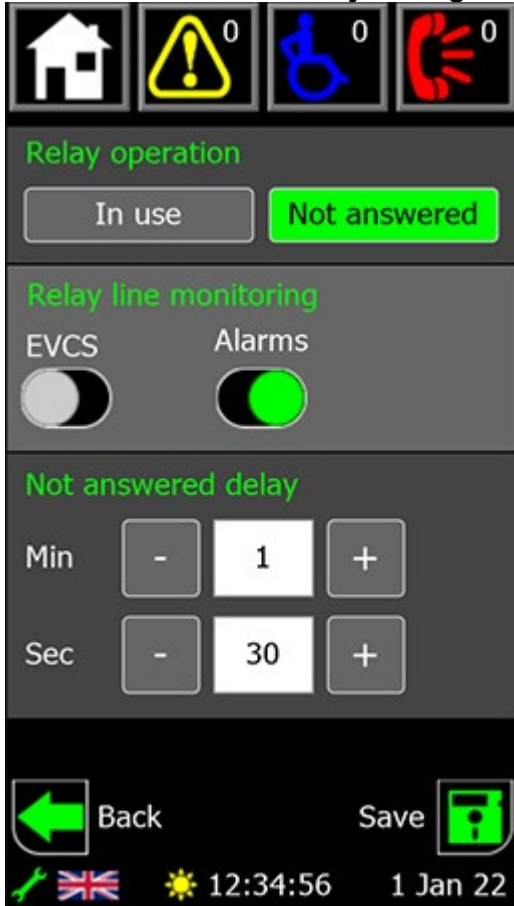 0 0 0
Relay operation
In use Not answered
Relay line monitoring
EVCS Alarms
Not answered delay
Min - 1 +
Sec - 30 +
Back Save
12:34:56 1 Jan 22